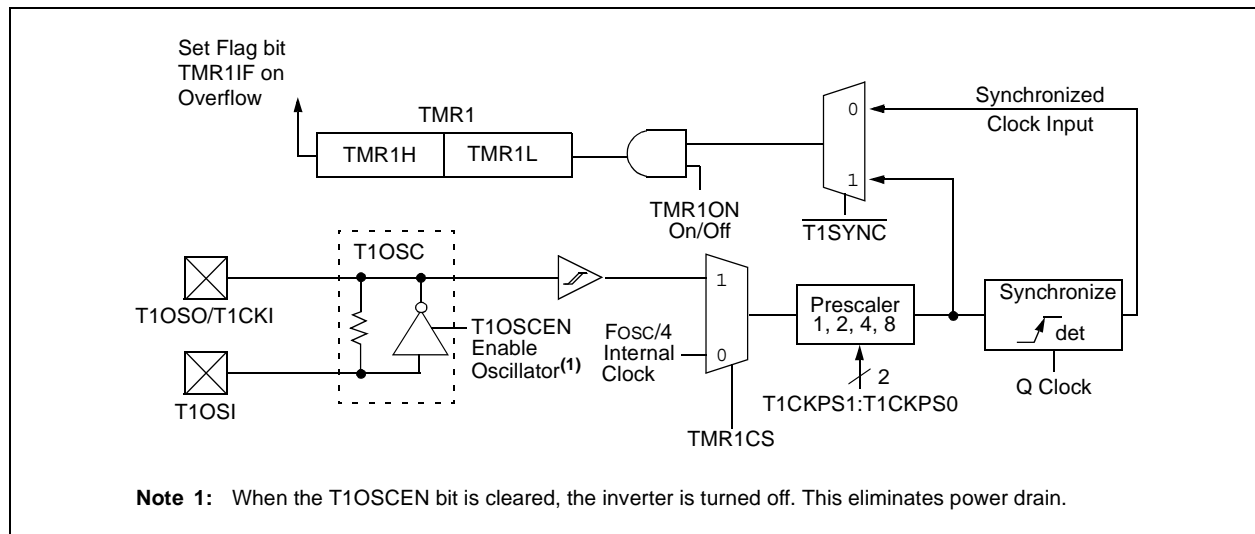 Set Flag bit
TMR1IF on
Overflow
TMR1
TMR1H
TMR1L
TMR1ON
On/Off
0
1
T1SYNC
Synchronized
Clock Input
T1OSC
T1OSO/T1CKI
T1OSI
T1OSCEN
Enable
Oscillator(1)
FOSC/4
Internal
Clock
1
0
TMR1CS
Prescaler
1, 2, 4, 8
2
T1CKPS1:T1CKPS0
Synchronize
det
Q Clock
Note 1: When the T1OSCEN bit is cleared, the inverter is turned off. This eliminates power drain.